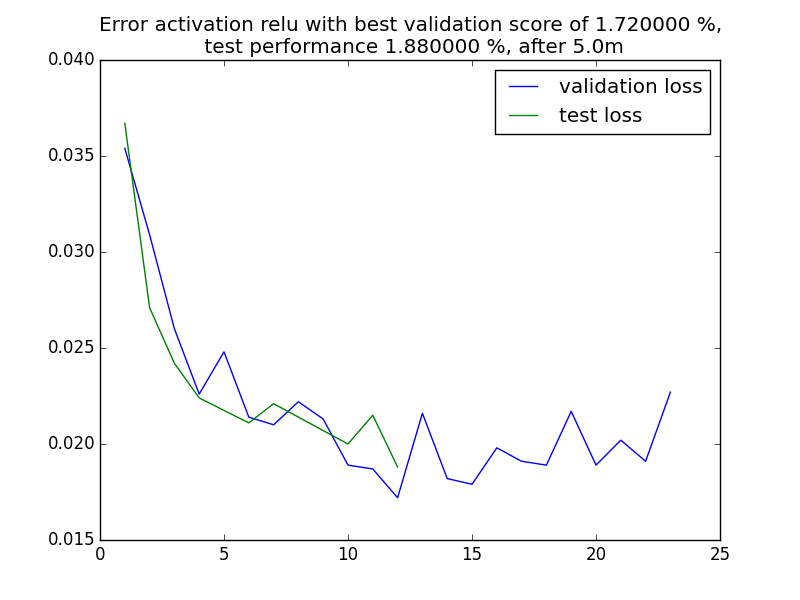 Error activation relu with best validation score of 1.720000 %,
test performance 1.880000 %, after 5.0m
validation loss
test loss
0.040
0.035
0.030
0.025
0.020
0.015
0 5 10 15 20 25